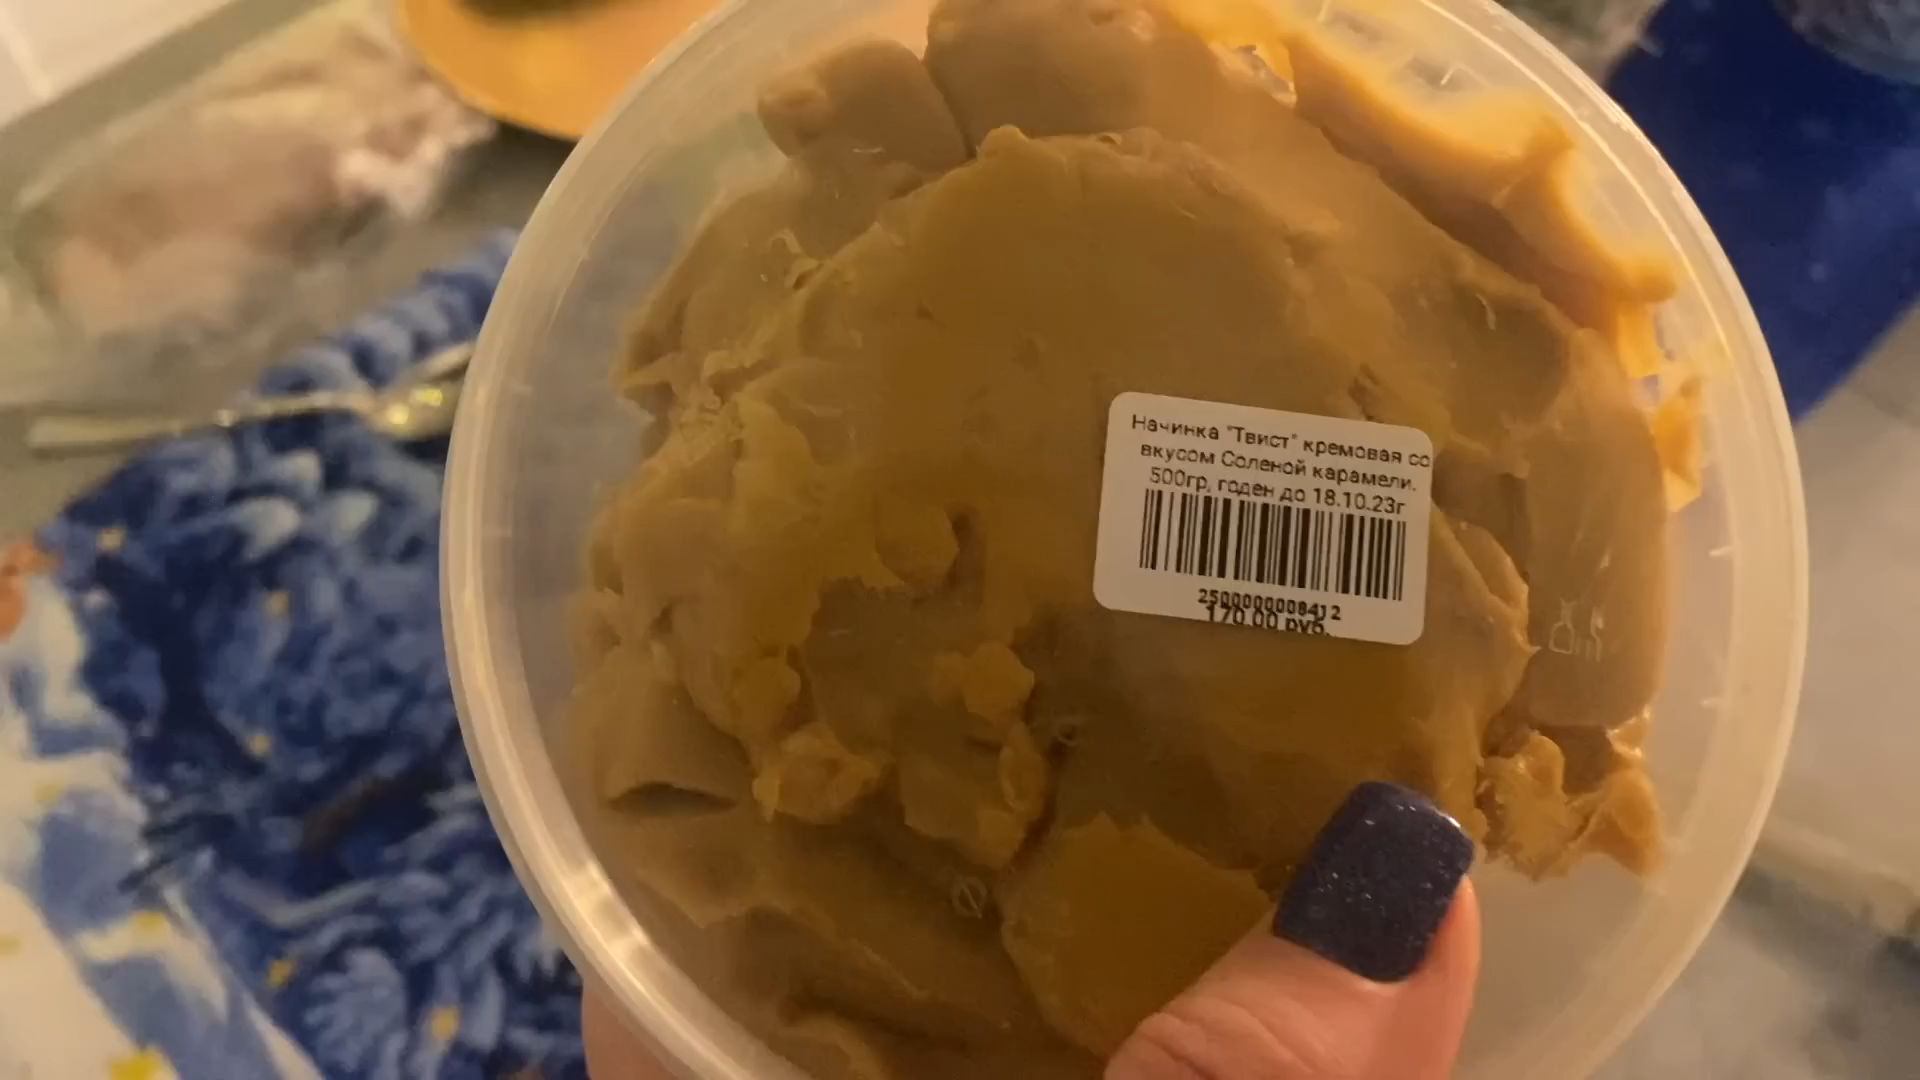 Начинка "Твист" кремовая со
вкусом Соленой карамели.
500гр, годен до 18.10.23г
2500000008412
170.00 руб.